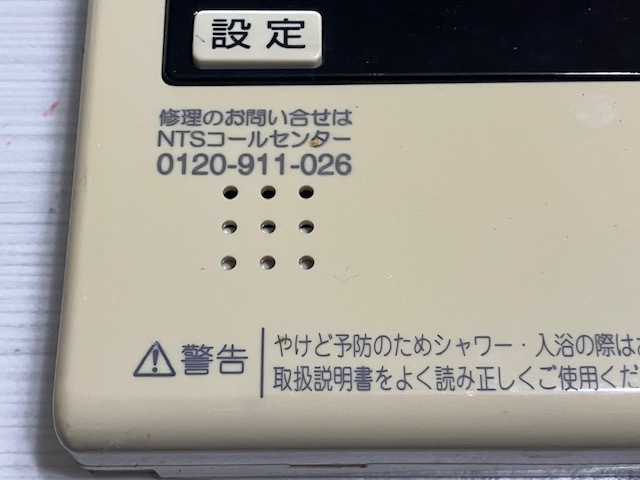 設定
修理のお問い合せは
NTSコールセンター
0120-911-026
警告
やけど予防のためシャワー・入浴の際は
取扱説明書をよく読み正しくご使用くだ